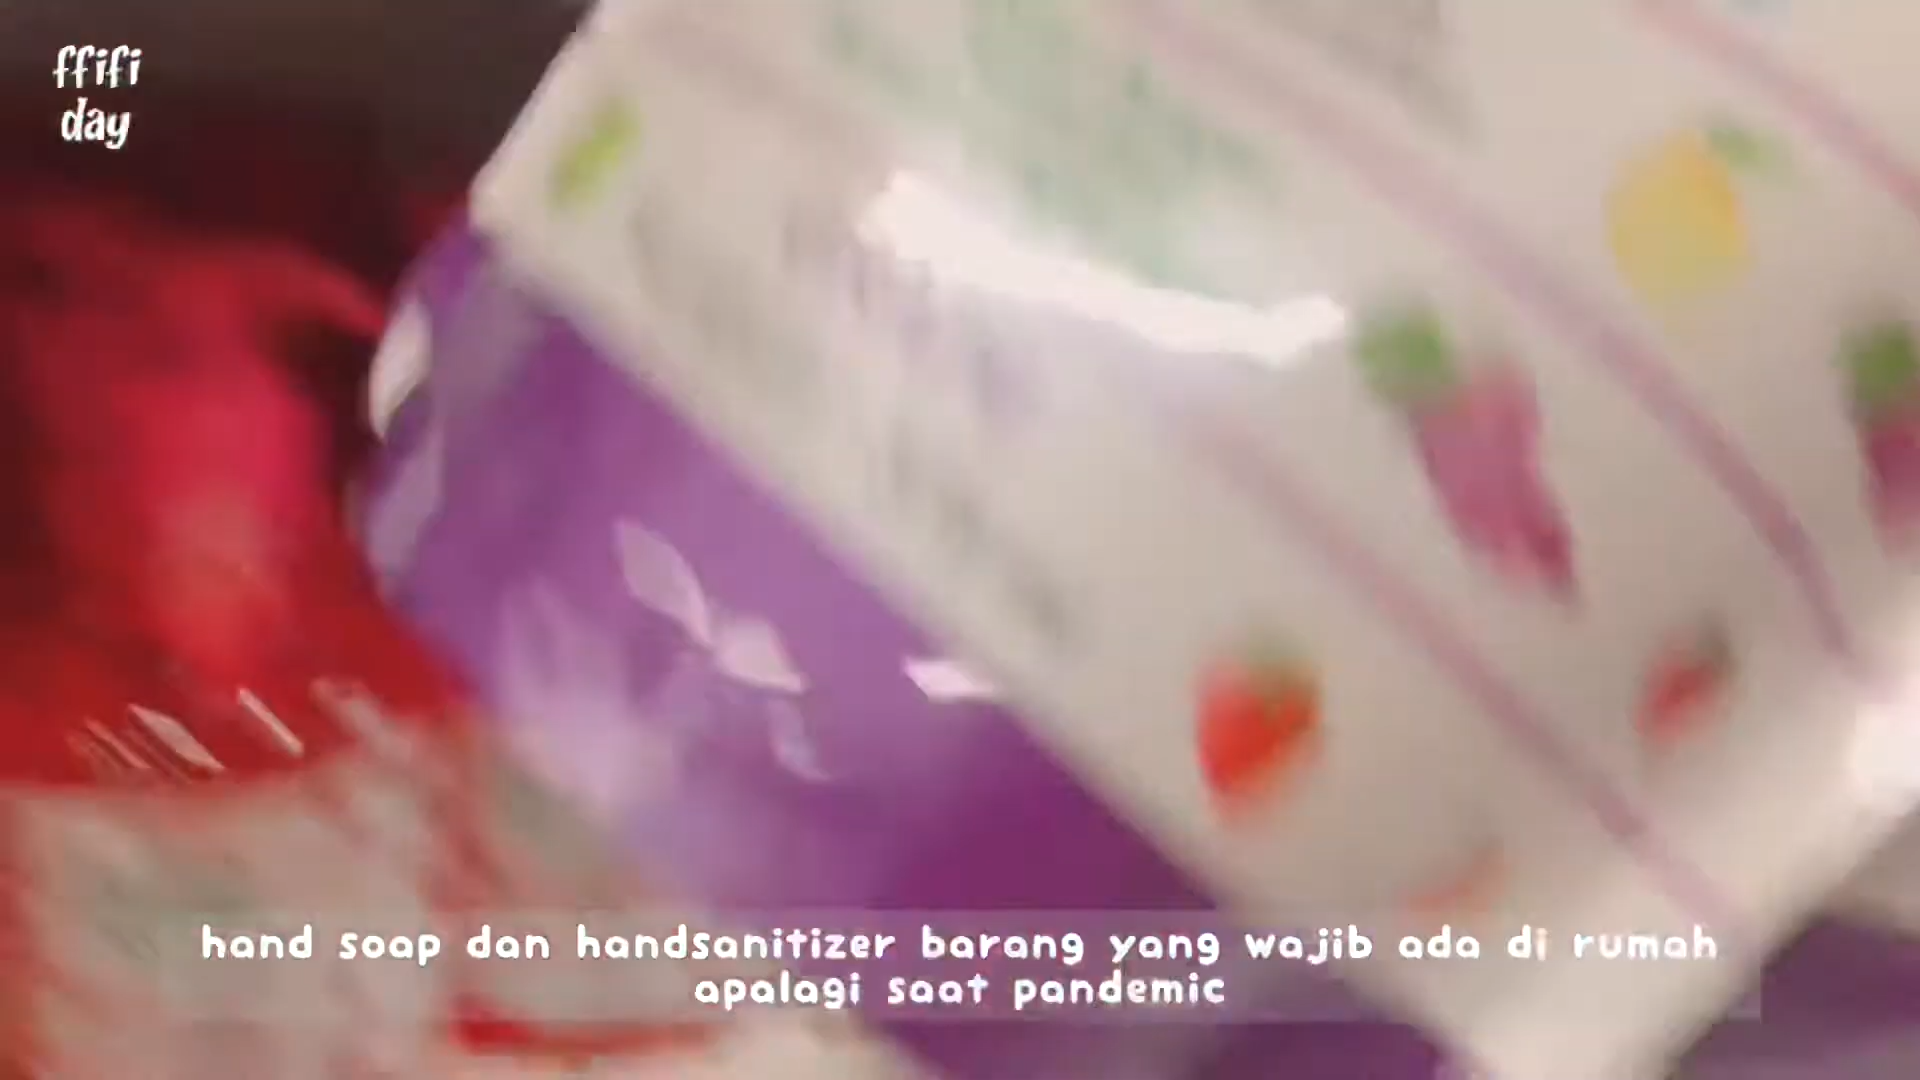 ffifi
day
hand soap dan handsanitizer barang yang wajib ada di rumah
apalagi saat pandemic